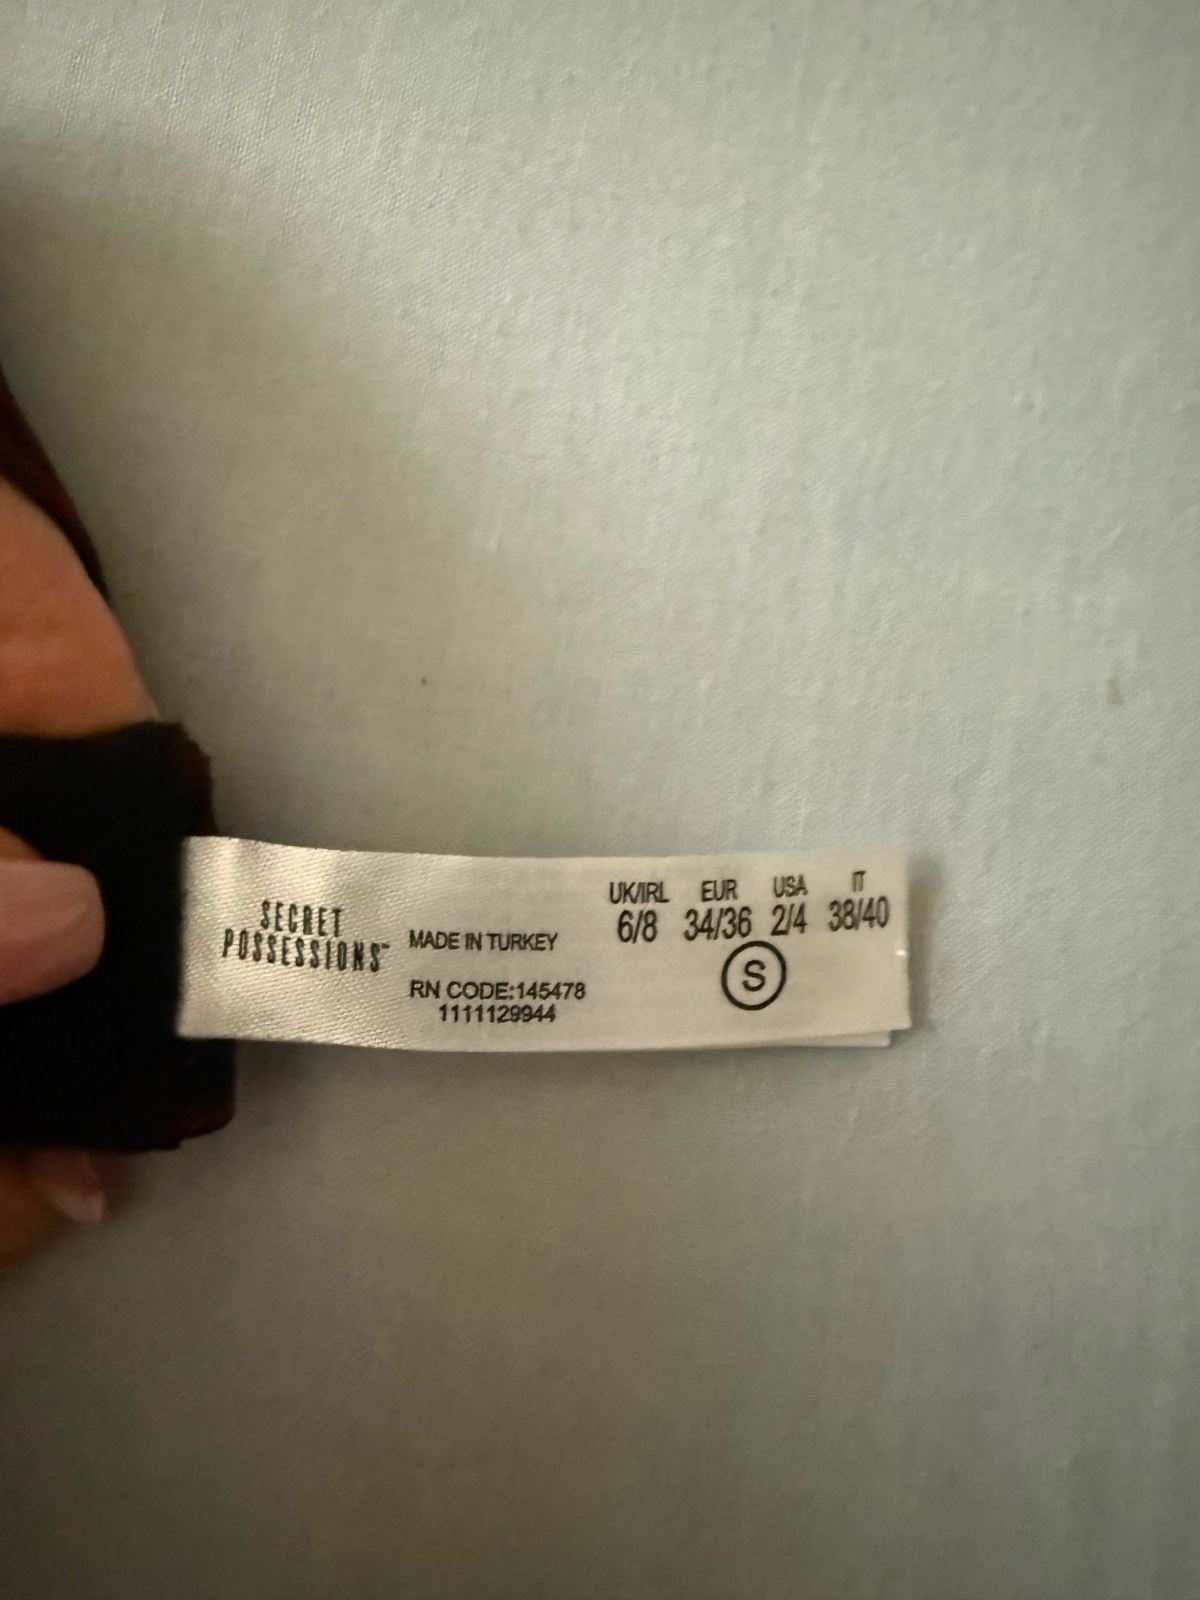 SECRET
POSSESSIONS™
MADE IN TURKEY
RN CODE:145478
1111129944
UK/IRL EUR USA IT
6/8 34/36 2/4 38/40
S